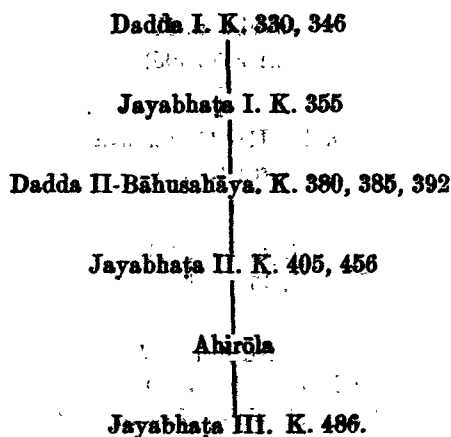 Dadda I. K. 330, 346
Jayabhaṭa I. K. 355
Dadda II-Bāhusahāya. K. 380, 385, 392
Jayabhaṭa II. K. 405, 456
Ahirōla
Jayabhaṭa III. K. 486.